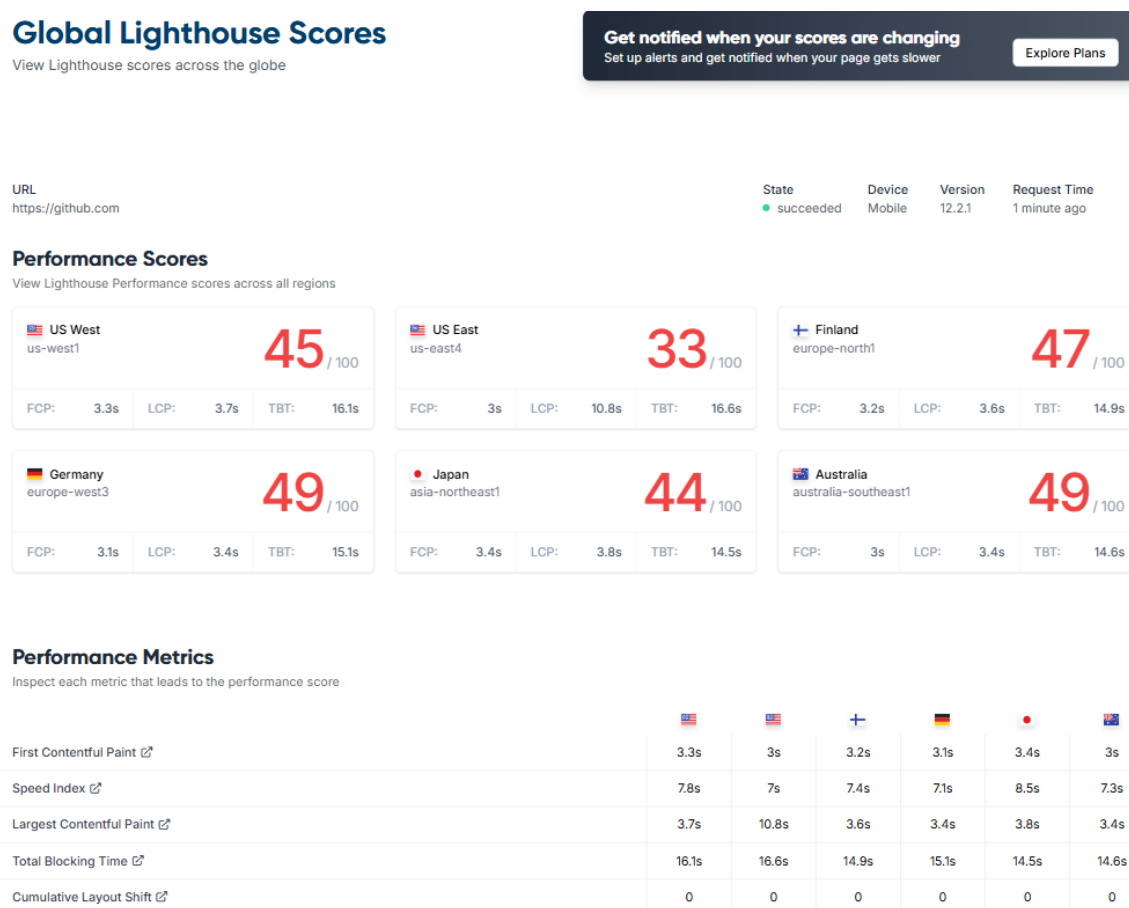 Global Lighthouse Scores
View Lighthouse scores across the globe
Get notified when your scores are changing
Set up alerts and get notified when your page gets slower
Explore Plans
URL
https://github.com
State Device Version Request Time
succeeded Mobile 12.2.1 1 minute ago
Performance Scores
View Lighthouse Performance scores across all regions
US West
us-west1
45 / 100
FCP: 3.3s LCP: 3.7s TBT: 16.1s
US East
us-east4
33 / 100
FCP: 3s LCP: 10.8s TBT: 16.6s
Finland
europe-north1
47 / 100
FCP: 3.2s LCP: 3.6s TBT: 14.9s
Germany
europe-west3
49 / 100
FCP: 3.1s LCP: 3.4s TBT: 15.1s
Japan
asia-northeast1
44 / 100
FCP: 3.4s LCP: 3.8s TBT: 14.5s
Australia
australia-southeast1
49 / 100
FCP: 3s LCP: 3.4s TBT: 14.6s
Performance Metrics
Inspect each metric that leads to the performance score
First Contentful Paint 3.3s 3s 3.2s 3.1s 3.4s 3s
Speed Index 7.8s 7s 7.4s 7.1s 8.5s 7.3s
Largest Contentful Paint 3.7s 10.8s 3.6s 3.4s 3.8s 3.4s
Total Blocking Time 16.1s 16.6s 14.9s 15.1s 14.5s 14.6s
Cumulative Layout Shift 0 0 0 0 0 0